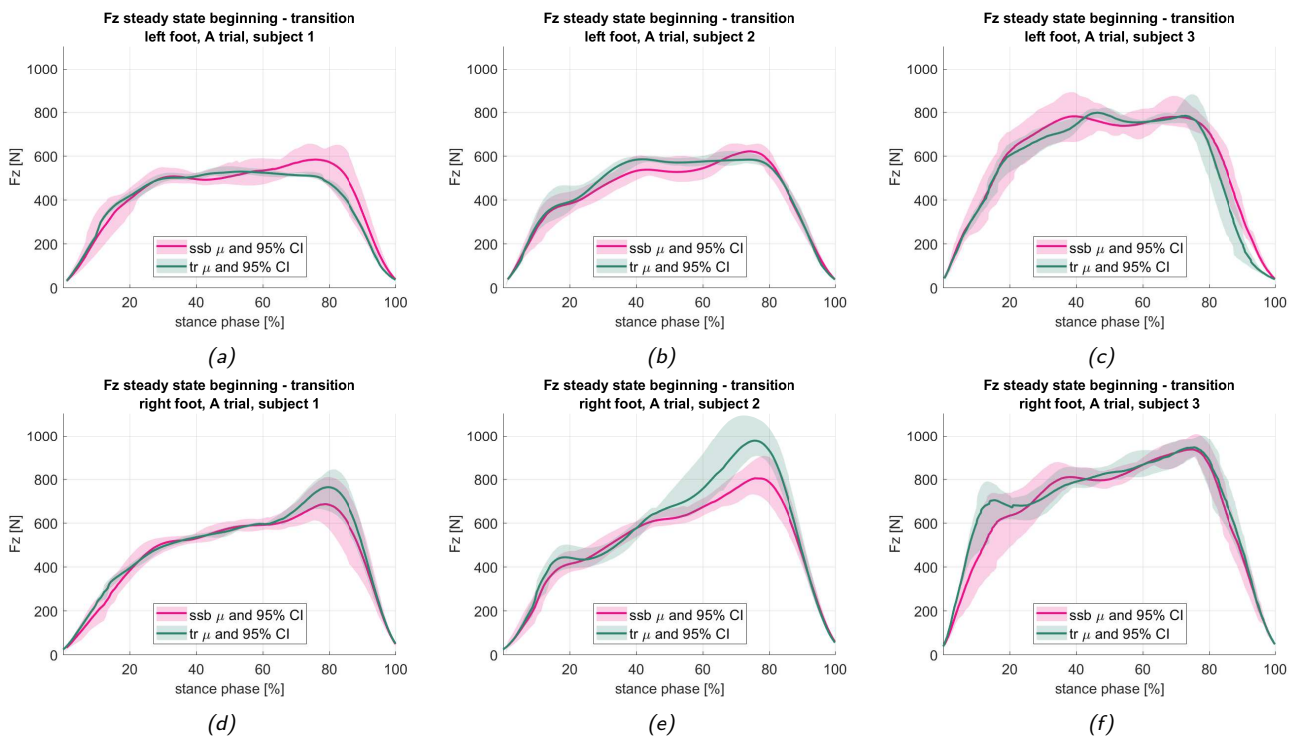 Fz steady state beginning - transition
left foot, A trial, subject 1
Fz [N]
1000
800
600
400
200
0
20
40
60
80
100
stance phase [%]
ssb μ and 95% CI
tr μ and 95% CI
(a)
Fz steady state beginning - transition
left foot, A trial, subject 2
Fz [N]
1000
800
600
400
200
0
20
40
60
80
100
stance phase [%]
ssb μ and 95% CI
tr μ and 95% CI
(b)
Fz steady state beginning - transition
left foot, A trial, subject 3
Fz [N]
1000
800
600
400
200
0
20
40
60
80
100
stance phase [%]
ssb μ and 95% CI
tr μ and 95% CI
(c)
Fz steady state beginning - transition
right foot, A trial, subject 1
Fz [N]
1000
800
600
400
200
0
20
40
60
80
100
stance phase [%]
ssb μ and 95% CI
tr μ and 95% CI
(d)
Fz steady state beginning - transition
right foot, A trial, subject 2
Fz [N]
1000
800
600
400
200
0
20
40
60
80
100
stance phase [%]
ssb μ and 95% CI
tr μ and 95% CI
(e)
Fz steady state beginning - transition
right foot, A trial, subject 3
Fz [N]
1000
800
600
400
200
0
20
40
60
80
100
stance phase [%]
ssb μ and 95% CI
tr μ and 95% CI
(f)